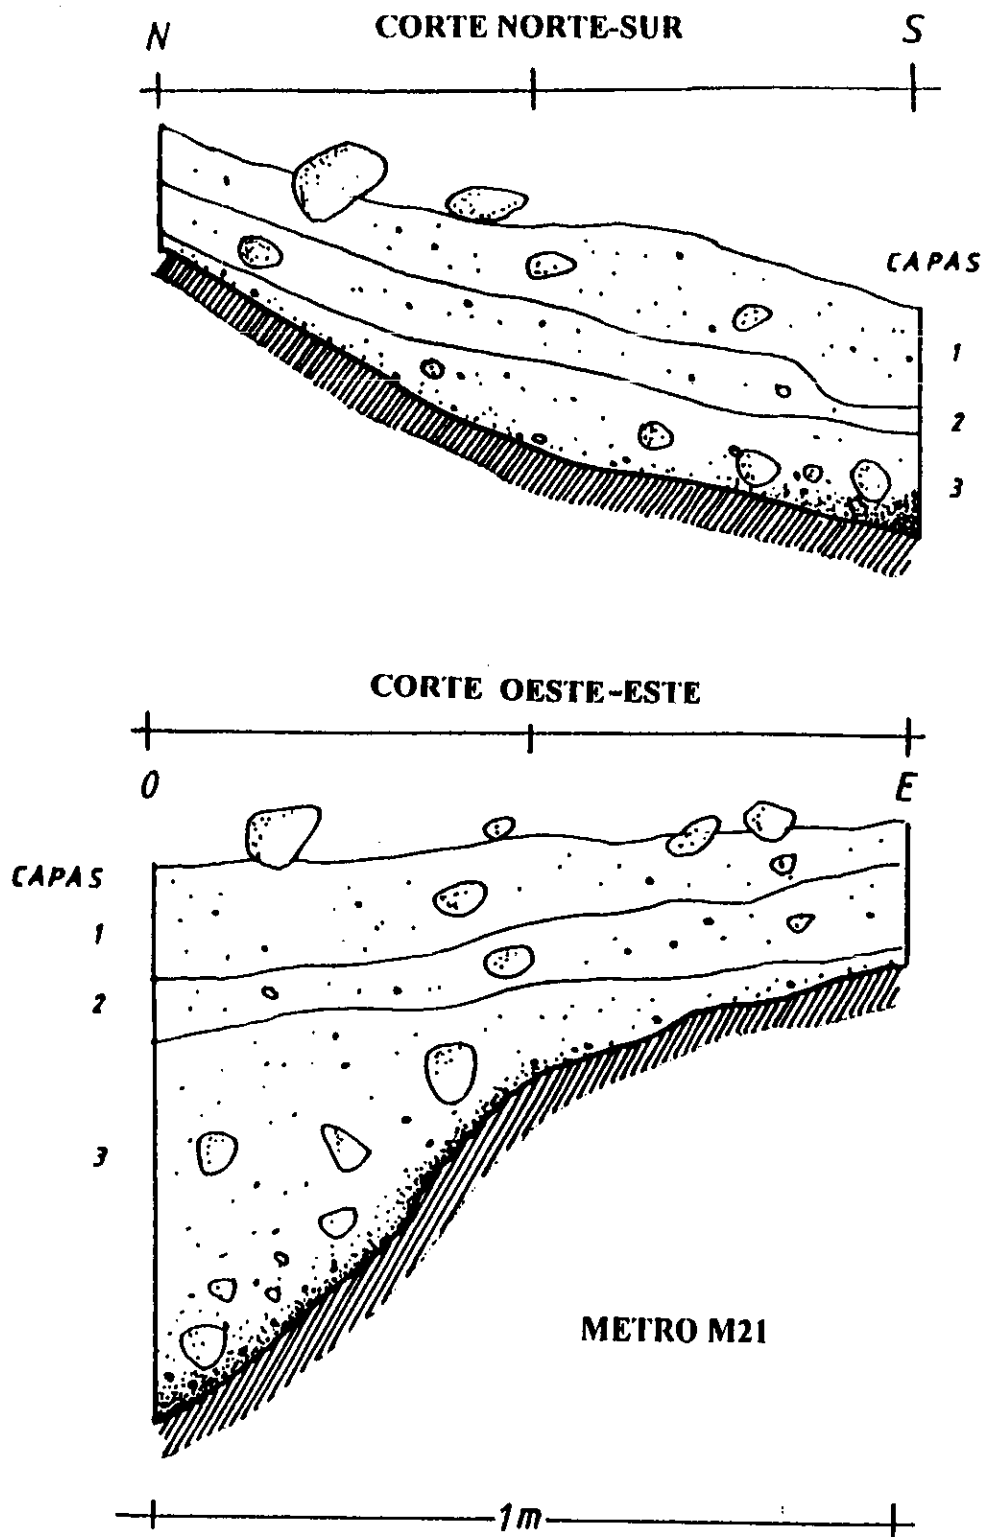 CORTE NORTE-SUR
N
S
CAPAS
1
2
3
CORTE OESTE-ESTE
O
E
CAPAS
1
2
3
METRO M21
1m